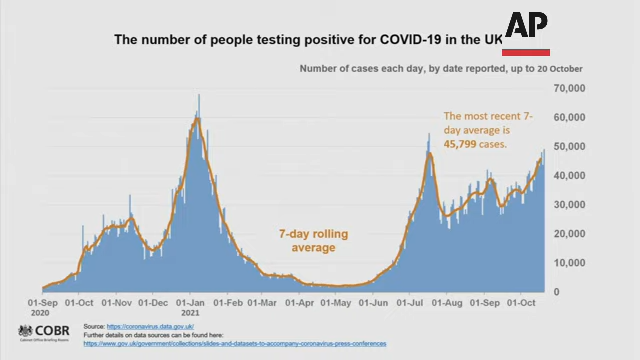 AP
The number of people testing positive for COVID-19 in the UK
Number of cases each day, by date reported, up to 20 October
70,000
The most recent 7-
day average is
45,799 cases.
60,000
50,000
40,000
7-day rolling
average
30,000
20,000
10,000
0
01-Sep 01-Oct 01-Nov 01-Dec 01-Jan 01-Feb 01-Mar 01-Apr 01-May 01-Jun 01-Jul 01-Aug 01-Sep 01-Oct
2020 2021
COBR
Cabinet Office Briefing Rooms
Source: https://coronavirus.data.gov.uk/
Further details on data sources can be found here:
https://www.gov.uk/government/collections/slides-and-datasets-to-accompany-coronavirus-press-conferences